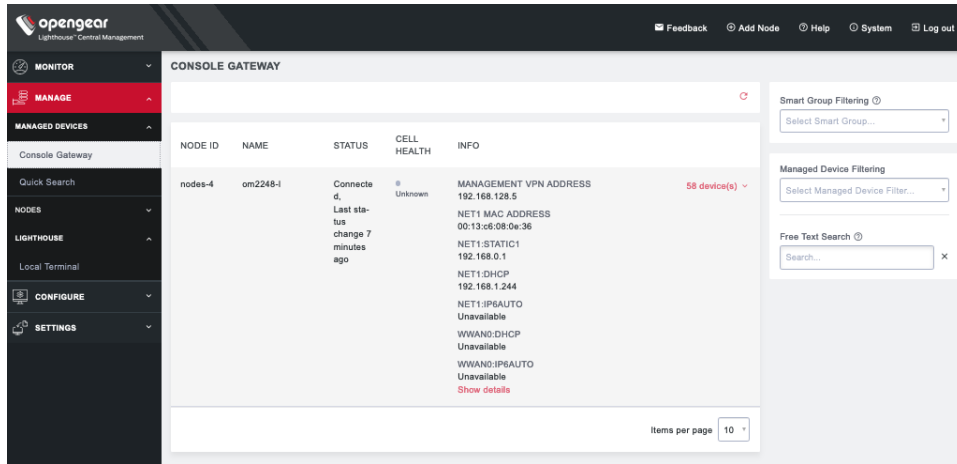 opengear
Lighthouse™ Central Management
Feedback
Add Node
Help
System
Log out
MONITOR
MANAGE
MANAGED DEVICES
Console Gateway
Quick Search
NODES
LIGHTHOUSE
Local Terminal
CONFIGURE
SETTINGS
CONSOLE GATEWAY
NODE ID
NAME
STATUS
CELL
HEALTH
INFO
nodes-4
om2248-l
Connecte
d,
Last sta-
tus
change 7
minutes
ago
Unknown
MANAGEMENT VPN ADDRESS
192.168.128.5
NET1 MAC ADDRESS
00:13:c6:08:0e:36
NET1:STATIC1
192.168.0.1
NET1:DHCP
192.168.1.244
NET1:IP6AUTO
Unavailable
WWAN0:DHCP
Unavailable
WWAN0:IP6AUTO
Unavailable
Show details
58 device(s)
Items per page
10
Smart Group Filtering
Select Smart Group...
Managed Device Filtering
Select Managed Device Filter...
Free Text Search
Search...